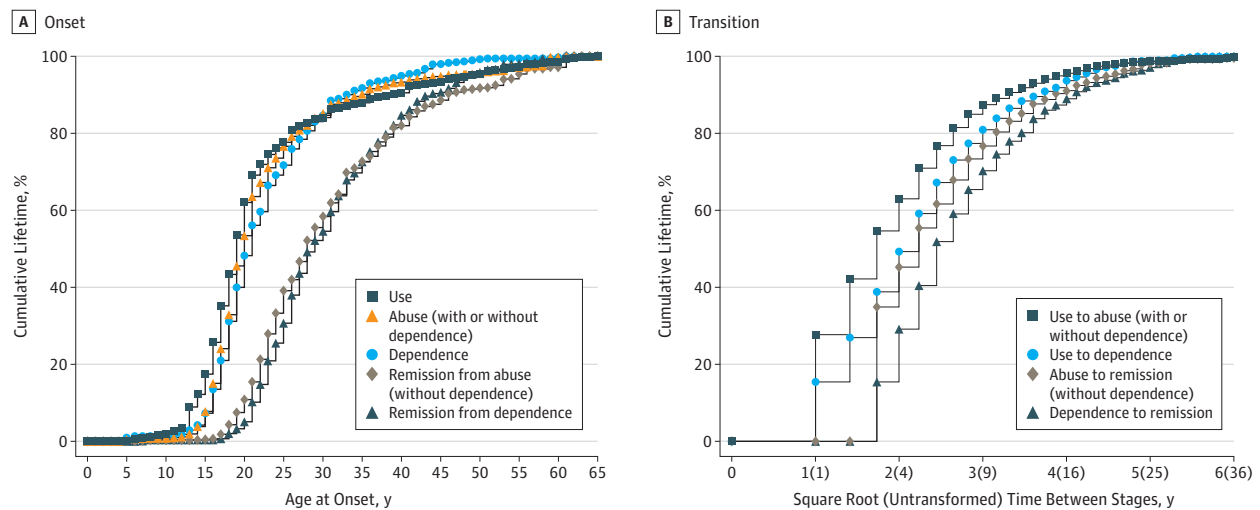 A Onset
Cumulative Lifetime, %
100
80
60
40
20
0
Use
Abuse (with or without
dependence)
Dependence
Remission from abuse
(without dependence)
Remission from dependence
0 5 10 15 20 25 30 35 40 45 50 55 60 65
Age at Onset, y
B Transition
Cumulative Lifetime, %
100
80
60
40
20
0
Use to abuse (with or
without dependence)
Use to dependence
Abuse to remission
(without dependence)
Dependence to remission
0 1(1) 2(4) 3(9) 4(16) 5(25) 6(36)
Square Root (Untransformed) Time Between Stages, y